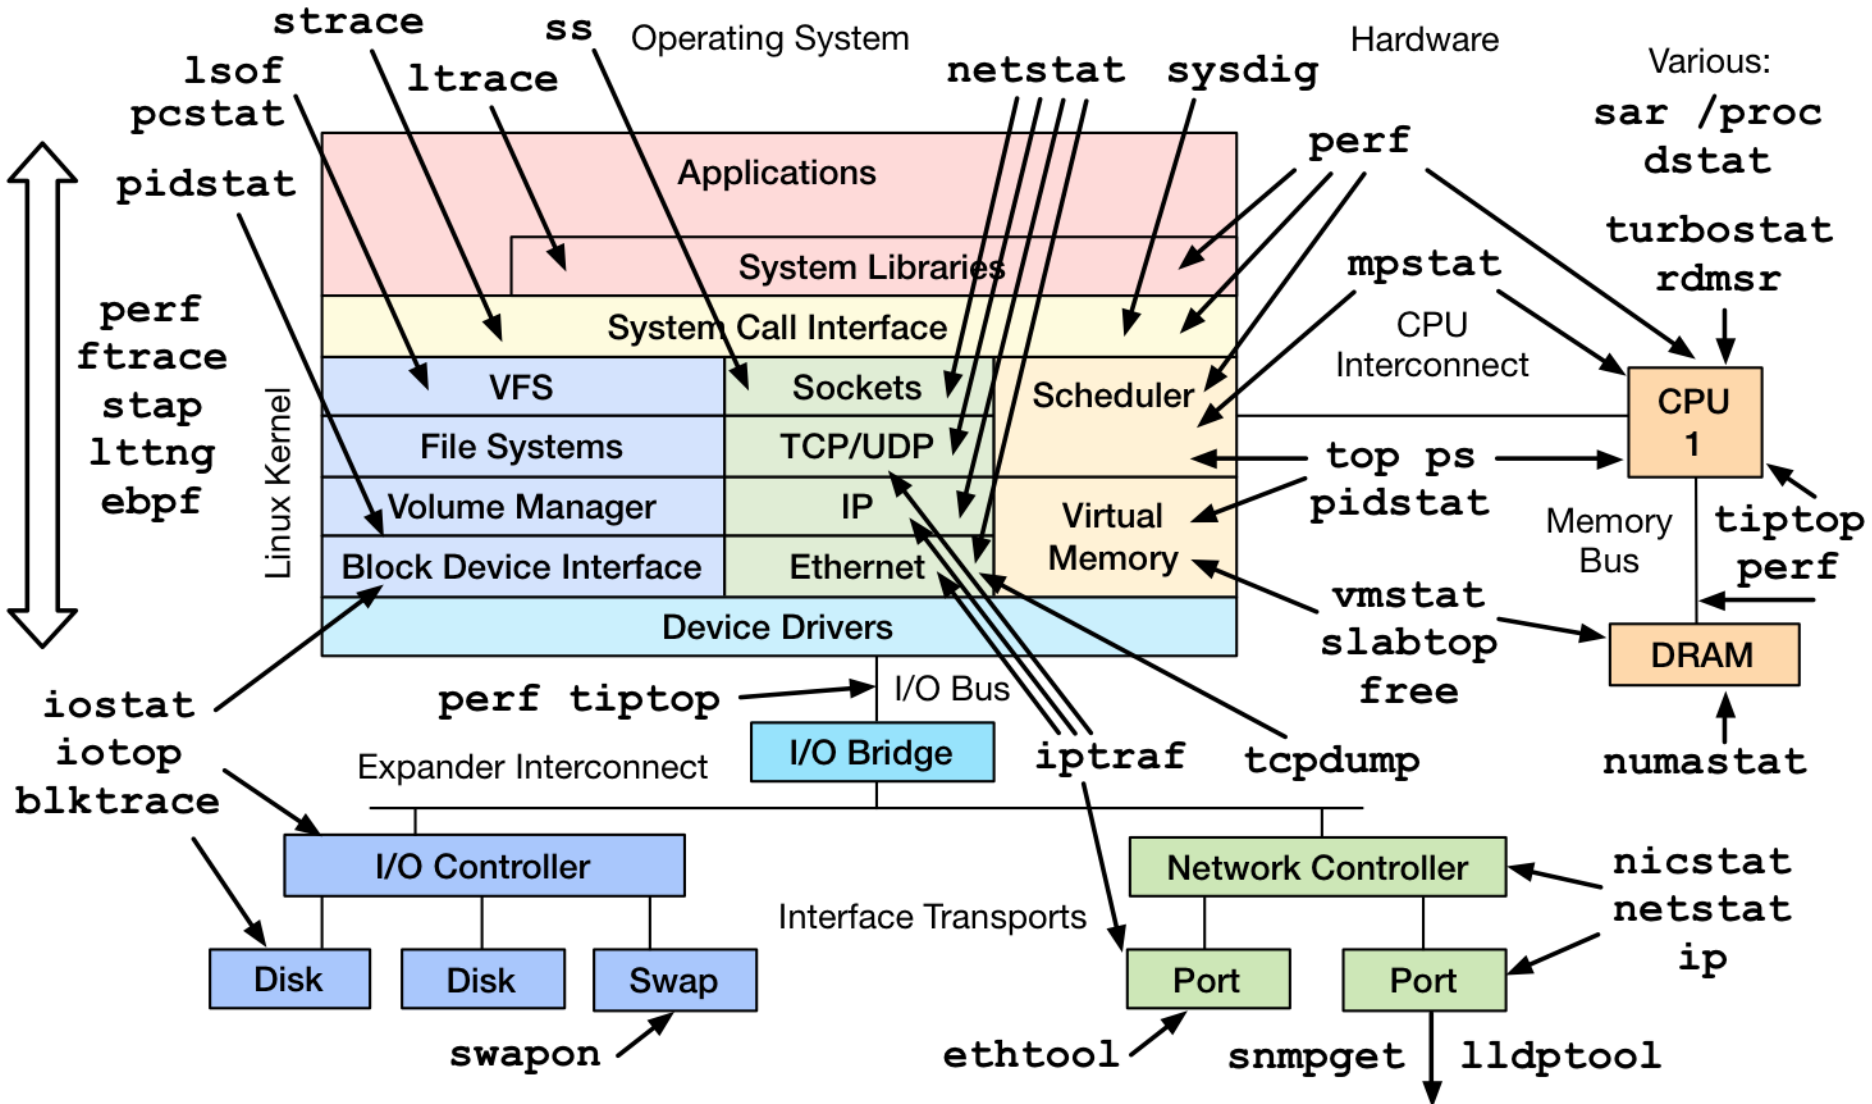 strace
ss
Operating System
Hardware
lsof
pcstat
ltrace
netstat
sysdig
Various:
sar /proc
dstat
perf
pidstat
Applications
turbostat
rdmsr
System Libraries
mpstat
perf
ftrace
stap
lttng
ebpf
System Call Interface
CPU
Interconnect
Linux Kernel
VFS
Sockets
Scheduler
CPU
1
File Systems
TCP/UDP
top ps
pidstat
Volume Manager
IP
Virtual
Memory
Memory
Bus
tiptop
perf
Block Device Interface
Ethernet
vmstat
slabtop
free
Device Drivers
DRAM
iostat
iotop
blktrace
perf tiptop
I/O Bus
Expander Interconnect
I/O Bridge
iptraf
tcpdump
numastat
I/O Controller
Network Controller
nicstat
netstat
ip
Interface Transports
Disk
Disk
Swap
Port
Port
swapon
ethtool
snmpget
lldptool